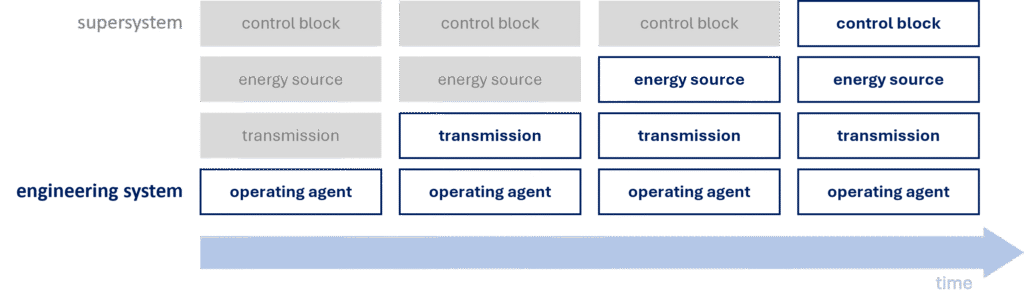 supersystem control block control block control block control block
energy source energy source energy source energy source
transmission transmission transmission transmission
engineering system operating agent operating agent operating agent operating agent
time